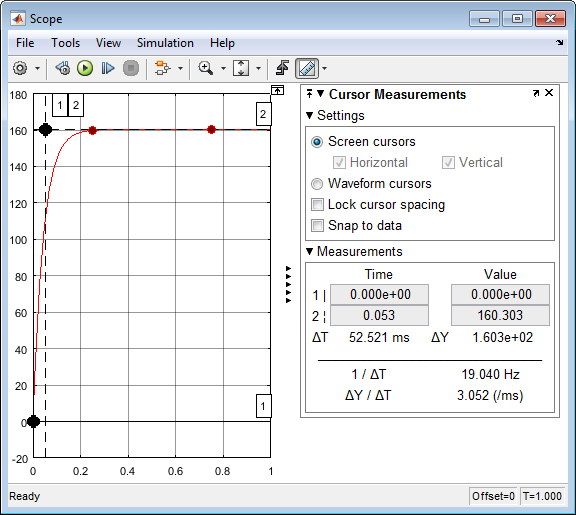 Scope
File Tools View Simulation Help
▼ Cursor Measurements
▼ Settings
Screen cursors
Horizontal Vertical
Waveform cursors
Lock cursor spacing
Snap to data
▼ Measurements
Time Value
1 | 0.000e+00 0.000e+00
2 ¦ 0.053 160.303
ΔT 52.521 ms ΔY 1.603e+02
1 / ΔT 19.040 Hz
ΔY / ΔT 3.052 (/ms)
180
160
140
120
100
80
60
40
20
0
-20
1 2
2
1
0 0.2 0.4 0.6 0.8 1
Ready Offset=0 T=1.000